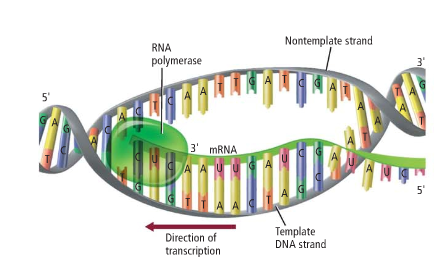 RNA
polymerase
Nontemplate strand
3'
5'
A C T C A A T T G A T C G A T
3' mRNA
C U C A A U U G A U C G
G T T A A C T A G
5'
Direction of
transcription
Template
DNA strand